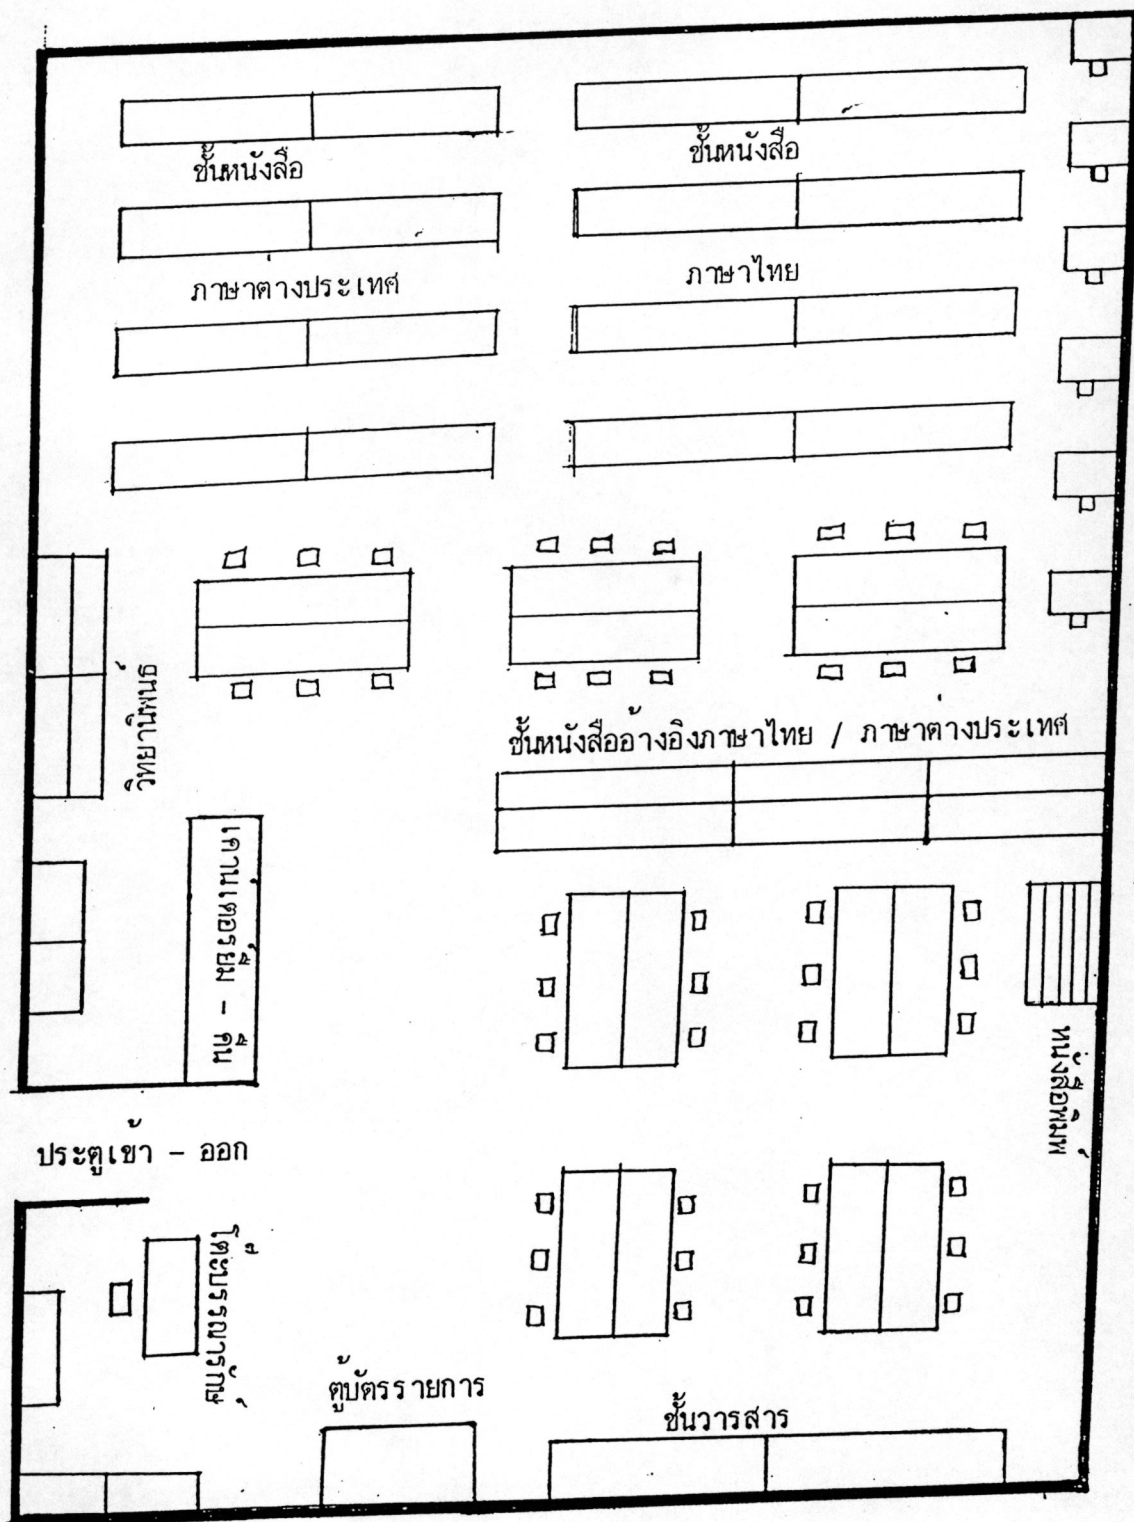 ชั้นหนังสือ
ชั้นหนังสือ
ภาษาต่างประเทศ
ภาษาไทย
วิทยานิพนธ์
ชั้นหนังสืออ้างอิงภาษาไทย / ภาษาต่างประเทศ
เคาน์เตอร์ยืม - คืน
หนังสือพิมพ์
ประตูเข้า - ออก
โต๊ะบรรณารักษ์
ตู้บัตรรายการ
ชั้นวารสาร